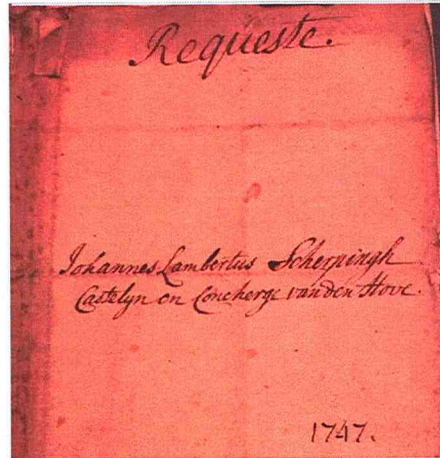 Requeste.
Johannes Lambertus Scherpingh
Castelyn en Concherge van den Hove.
1747.